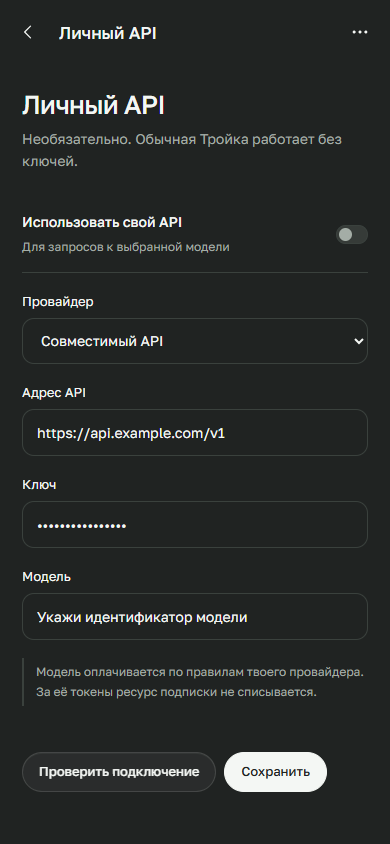 Личный API
Личный API
Необязательно. Обычная Тройка работает без
ключей.
Использовать свой API
Для запросов к выбранной модели
Провайдер
Совместимый API
Адрес API
https://api.example.com/v1
Ключ
••••••••••••••••
Модель
Укажи идентификатор модели
Модель оплачивается по правилам твоего провайдера.
За её токены ресурс подписки не списывается.
Проверить подключение
Сохранить